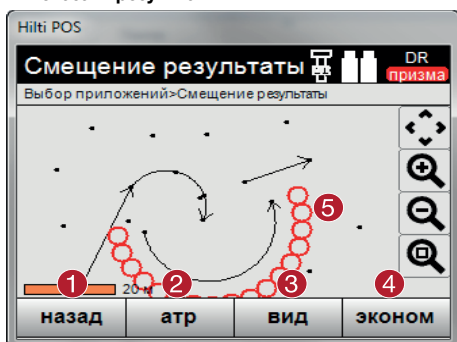 Hilti POS
Смещение результаты
DR
призма
Выбор приложений>Смещение результаты
5
1
20 м
2
3
4
назад
атр
вид
эконом